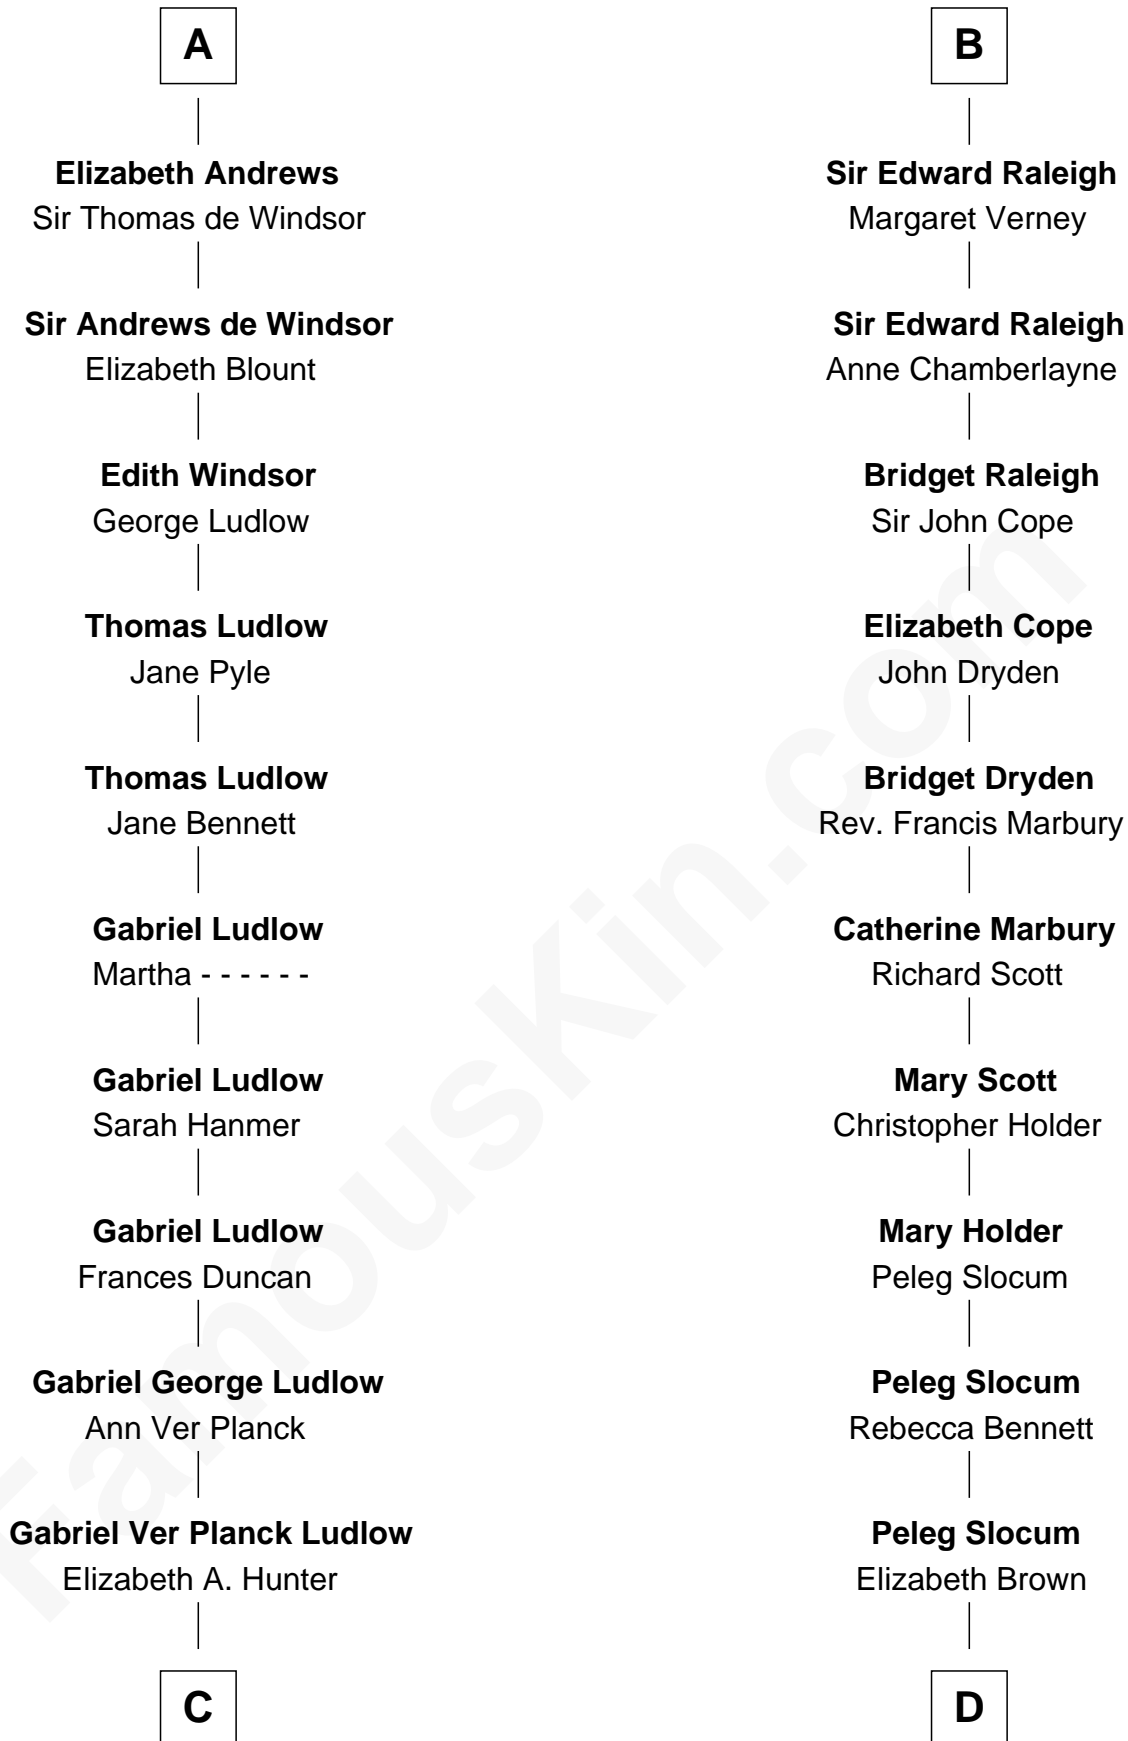 A
Elizabeth Andrews
Sir Thomas de Windsor
Sir Andrews de Windsor
Elizabeth Blount
Edith Windsor
George Ludlow
Thomas Ludlow
Jane Pyle
Thomas Ludlow
Jane Bennett
Gabriel Ludlow
Martha - - - - - -
Gabriel Ludlow
Sarah Hanmer
Gabriel Ludlow
Frances Duncan
Gabriel George Ludlow
Ann Ver Planck
Gabriel Ver Planck Ludlow
Elizabeth A. Hunter
C
B
Sir Edward Raleigh
Margaret Verney
Sir Edward Raleigh
Anne Chamberlayne
Bridget Raleigh
Sir John Cope
Elizabeth Cope
John Dryden
Bridget Dryden
Rev. Francis Marbury
Catherine Marbury
Richard Scott
Mary Scott
Christopher Holder
Mary Holder
Peleg Slocum
Peleg Slocum
Rebecca Bennett
Peleg Slocum
Elizabeth Brown
D
FamousKin.com